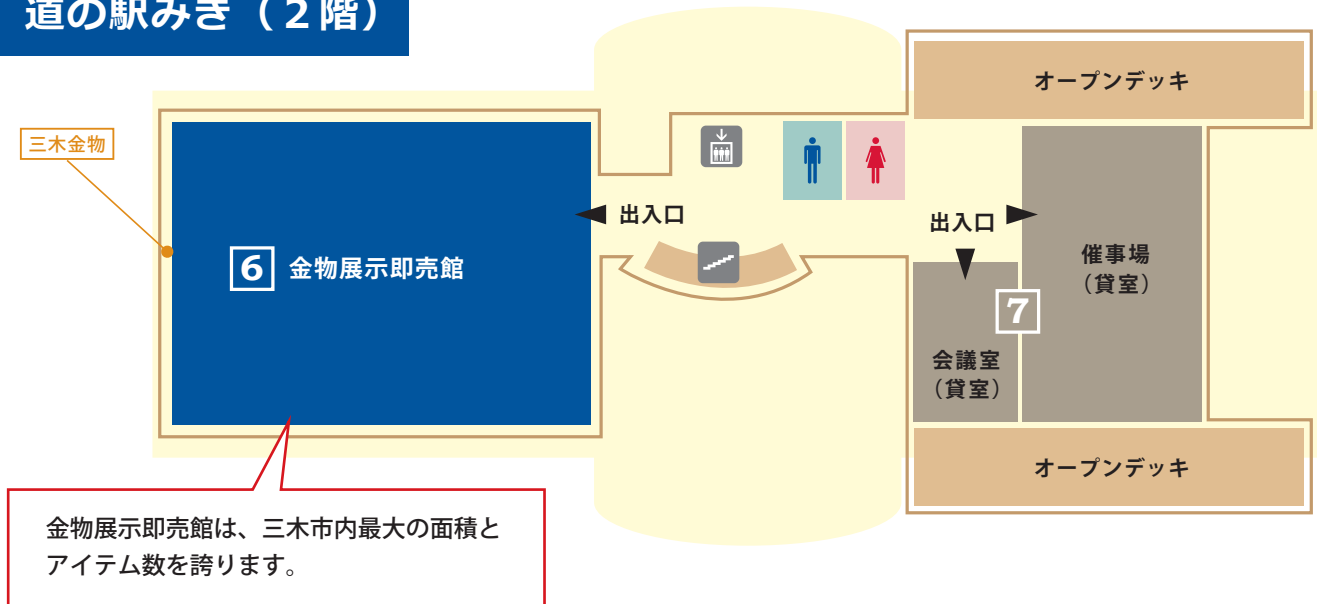 道の駅みき（２階）
オープンデッキ
三木金物
出入口
出入口
6 金物展示即売館
催事場
（貸室）
7
会議室
（貸室）
オープンデッキ
金物展示即売館は、三木市内最大の面積と
アイテム数を誇ります。